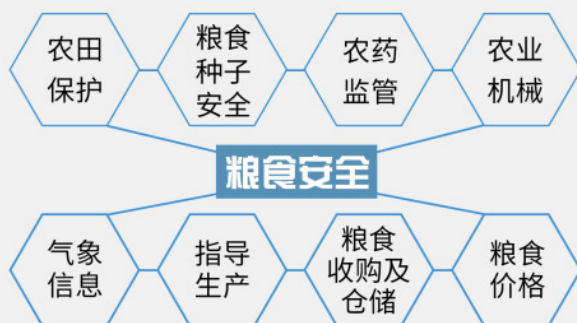 农田
保护
粮食
种子
安全
农药
监管
农业
机械
粮食安全
气象
信息
指导
生产
粮食
收购及
仓储
粮食
价格